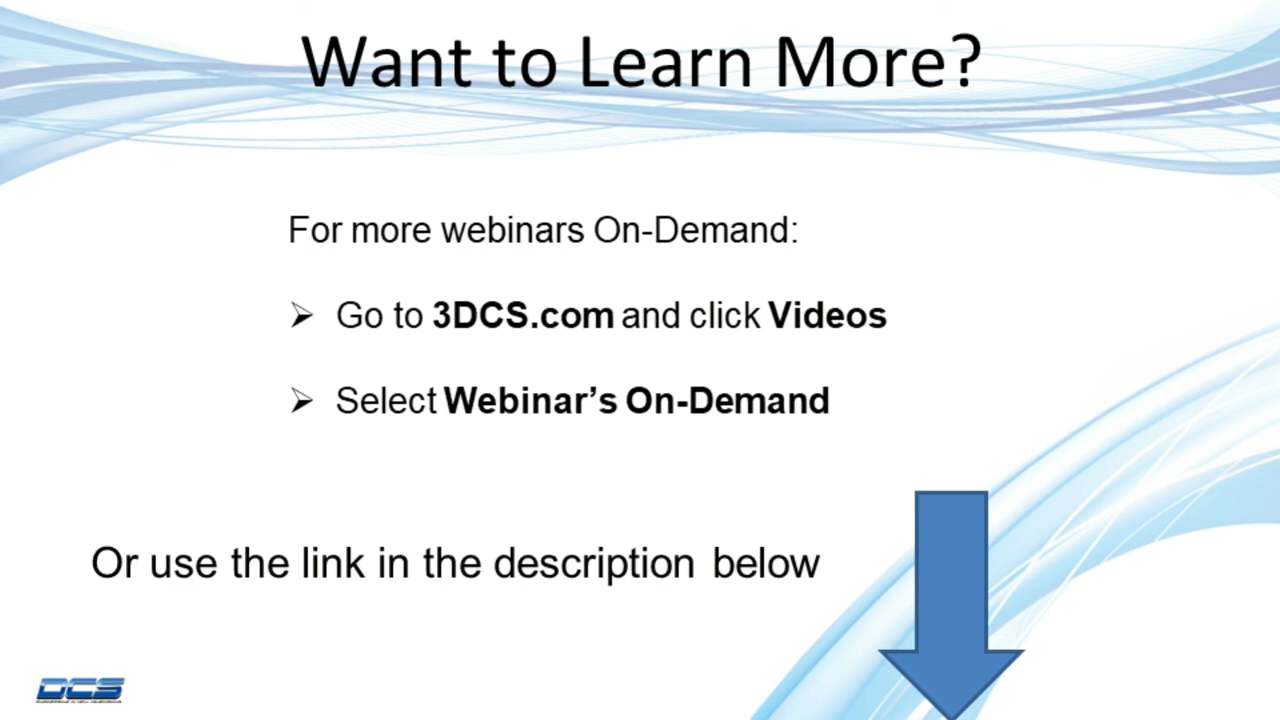 Want to Learn More?
For more webinars On-Demand:
Go to 3DCS.com and click Videos
Select Webinar’s On-Demand
Or use the link in the description below
DCS